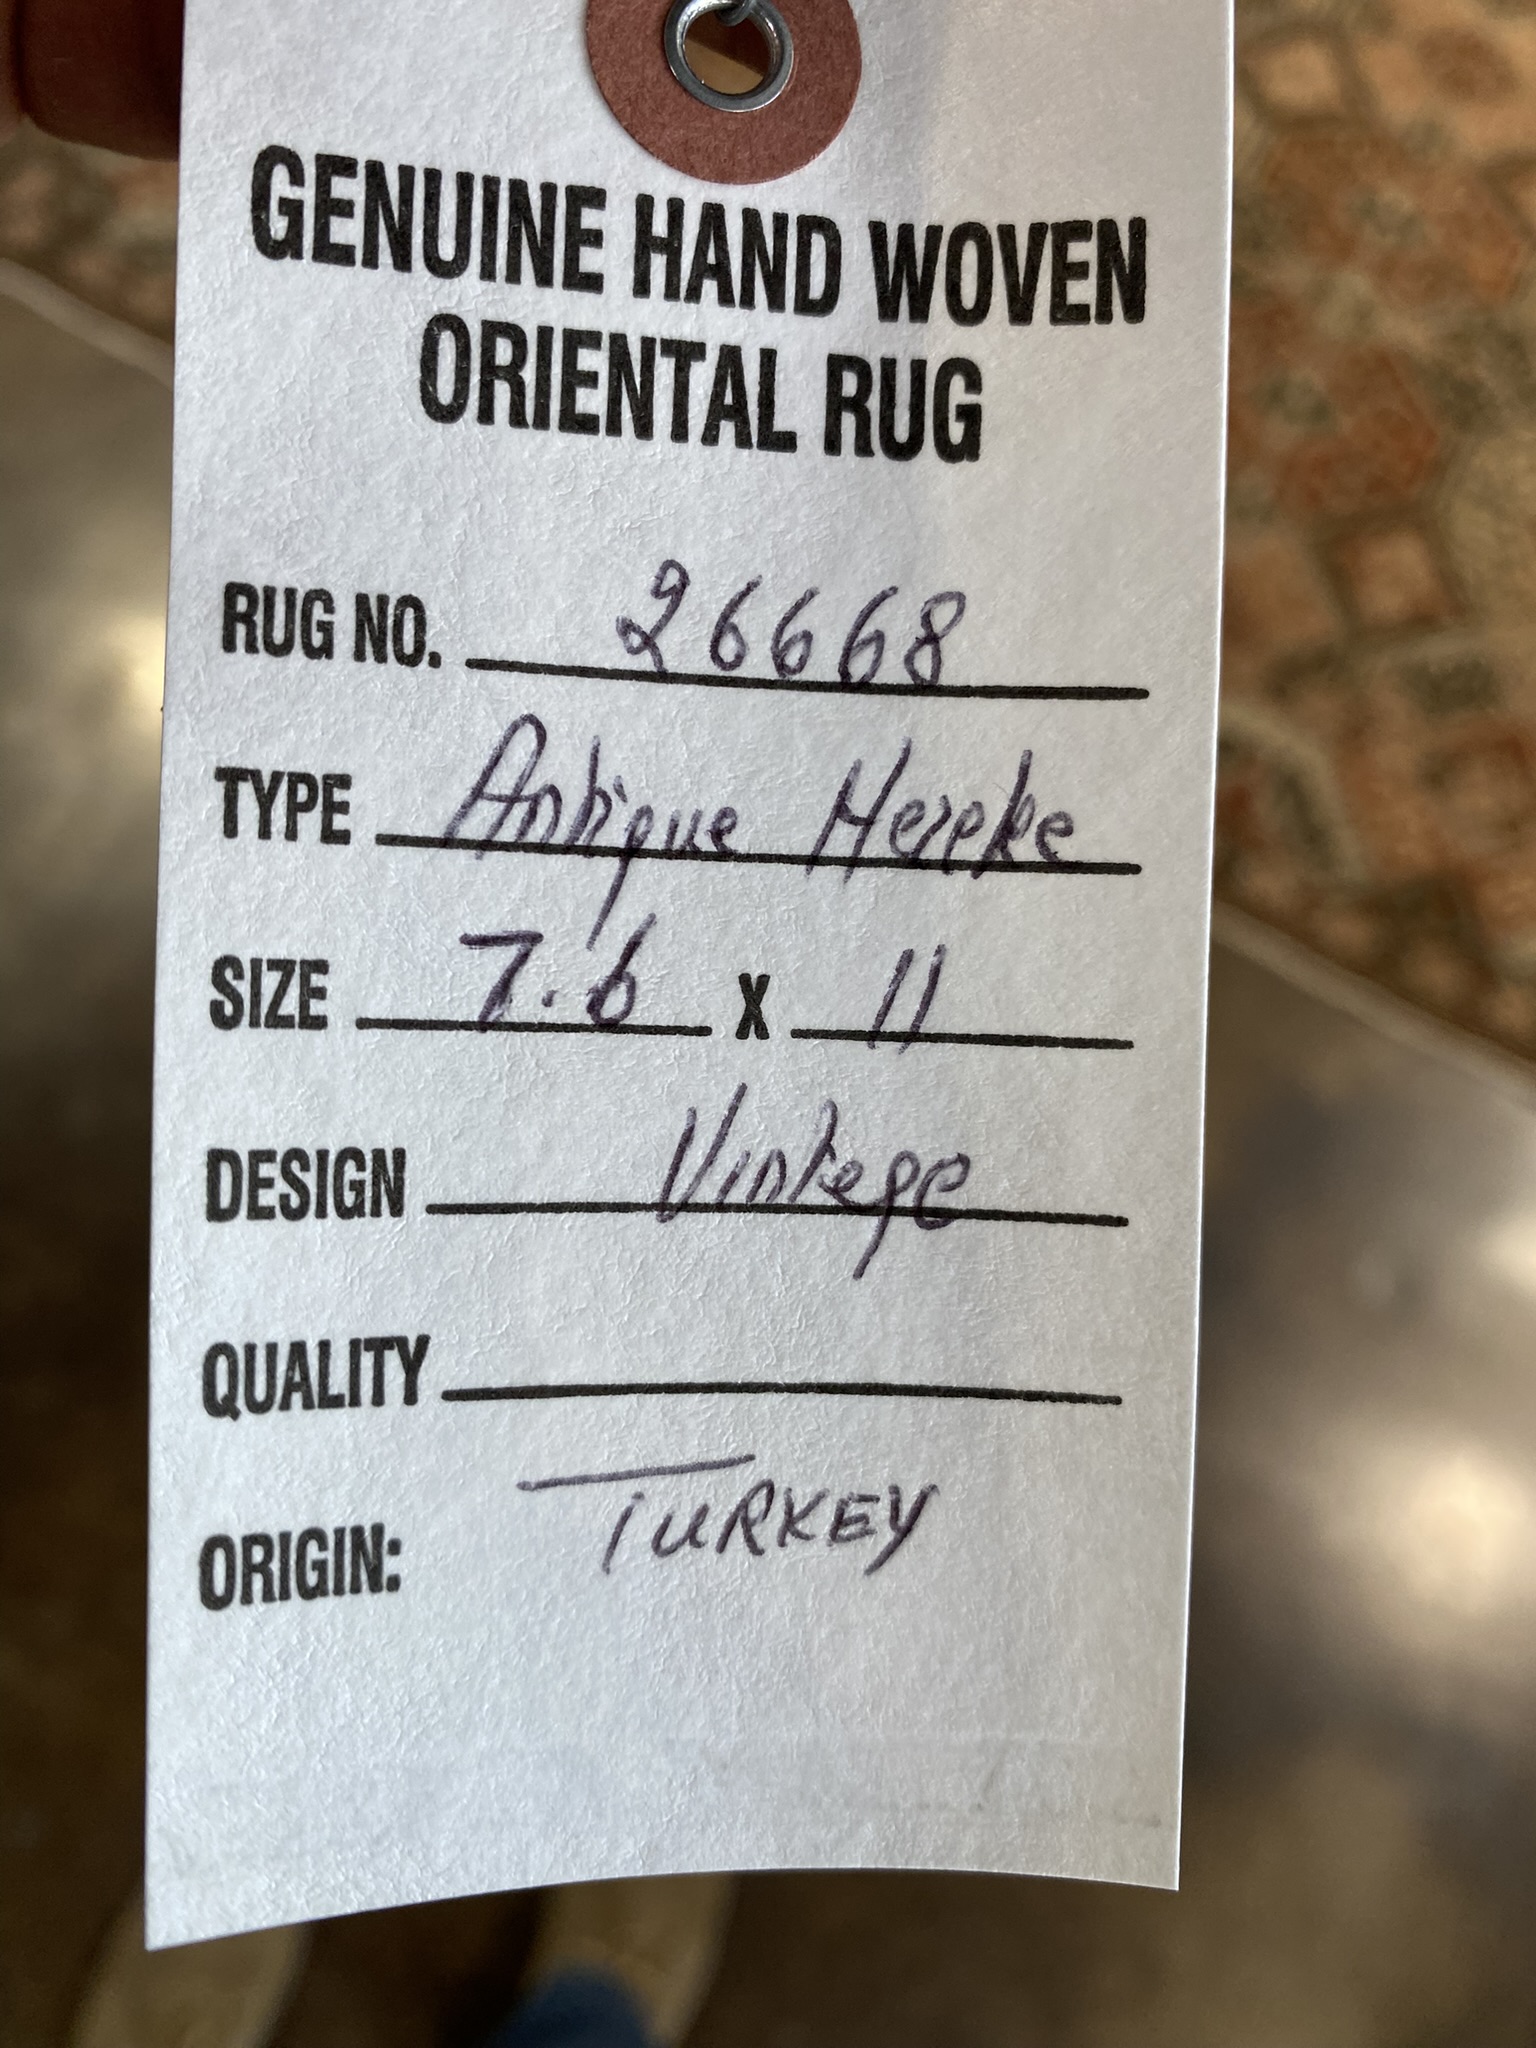 GENUINE HAND WOVEN
ORIENTAL RUG
RUG NO. 26668
TYPE Antique Hereke
SIZE 7.6 X 11
DESIGN Vintege
QUALITY
ORIGIN: TURKEY